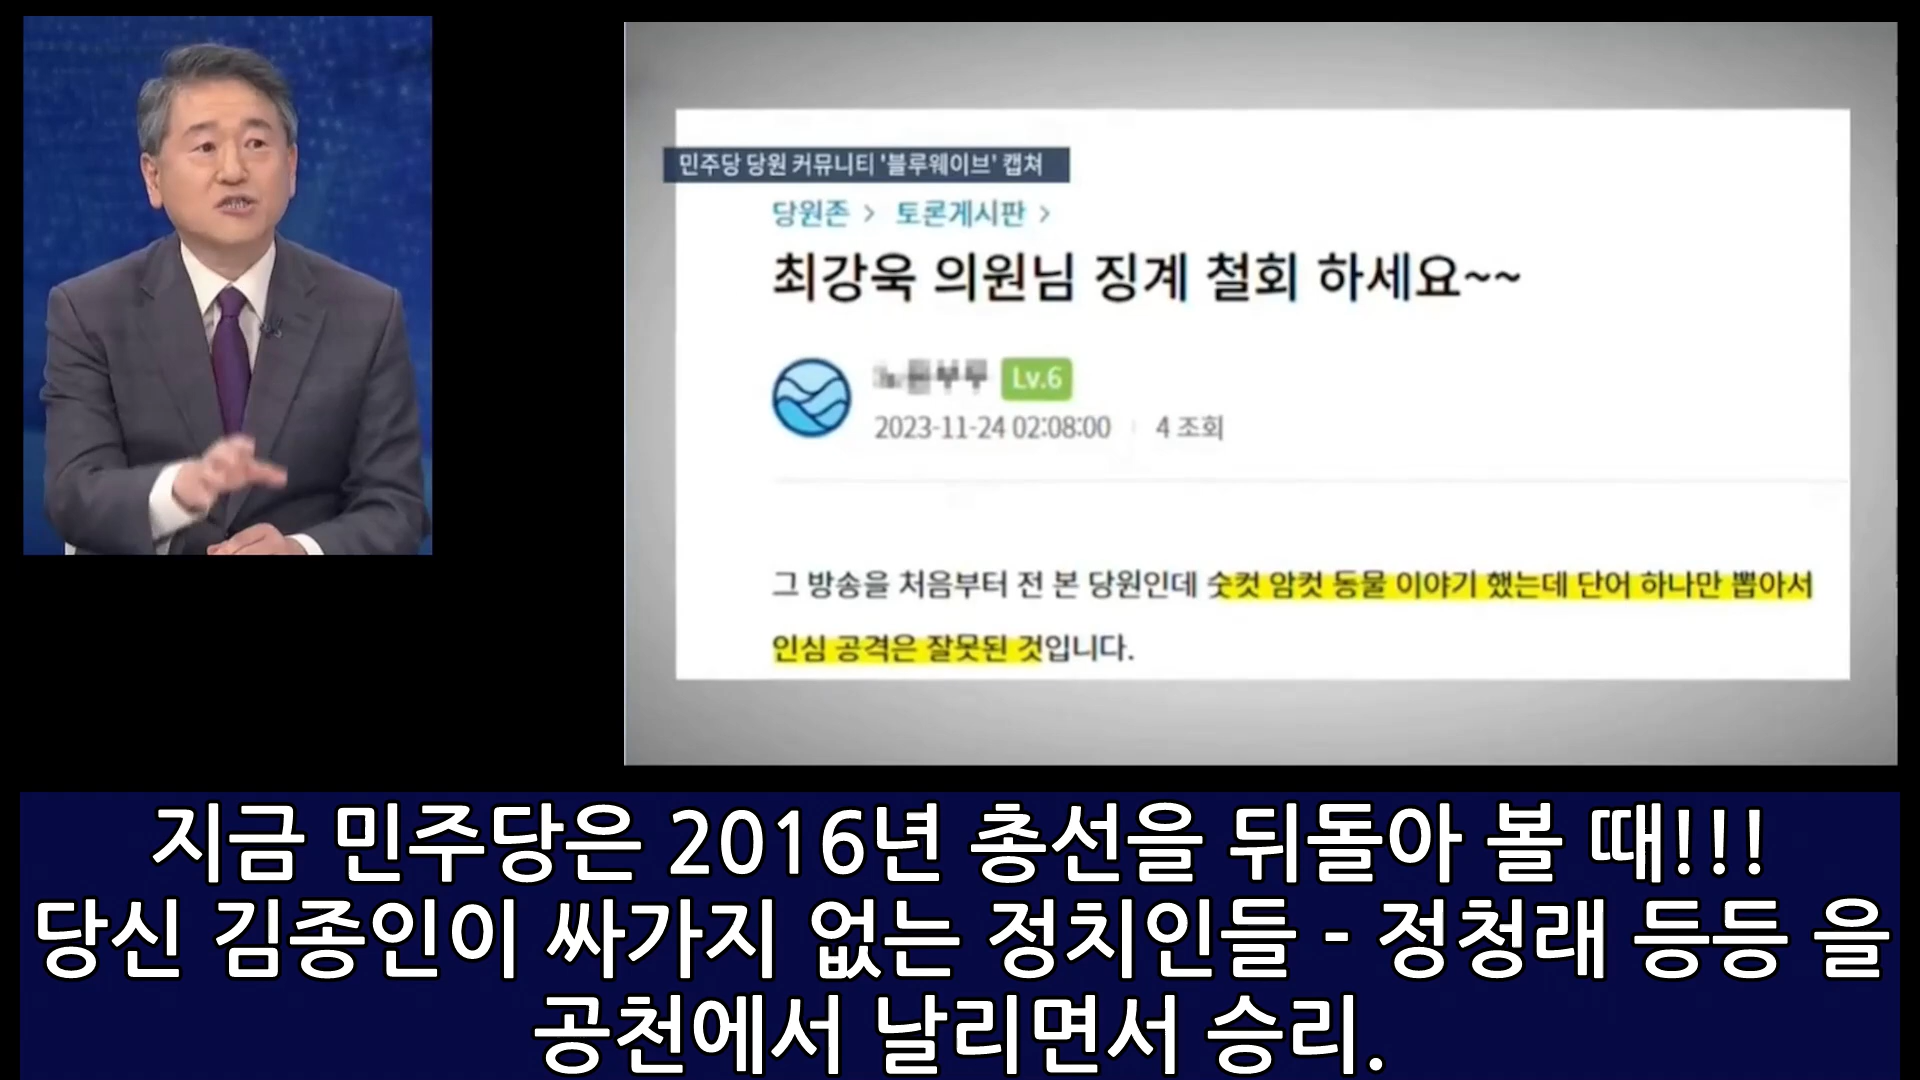 민주당 당원 커뮤니티 '블루웨이브' 캡쳐
당원존 > 토론게시판 >
최강욱 의원님 징계 철회 하세요~~
Lv.6
2023-11-24 02:08:00 4 조회
그 방송을 처음부터 전 본 당원인데 숫컷 암컷 동물 이야기 했는데 단어 하나만 뽑아서
인심 공격은 잘못된 것입니다.
지금 민주당은 2016년 총선을 뒤돌아 볼 때!!!
당신 김종인이 싸가지 없는 정치인들 - 정청래 등등 을
공천에서 날리면서 승리.